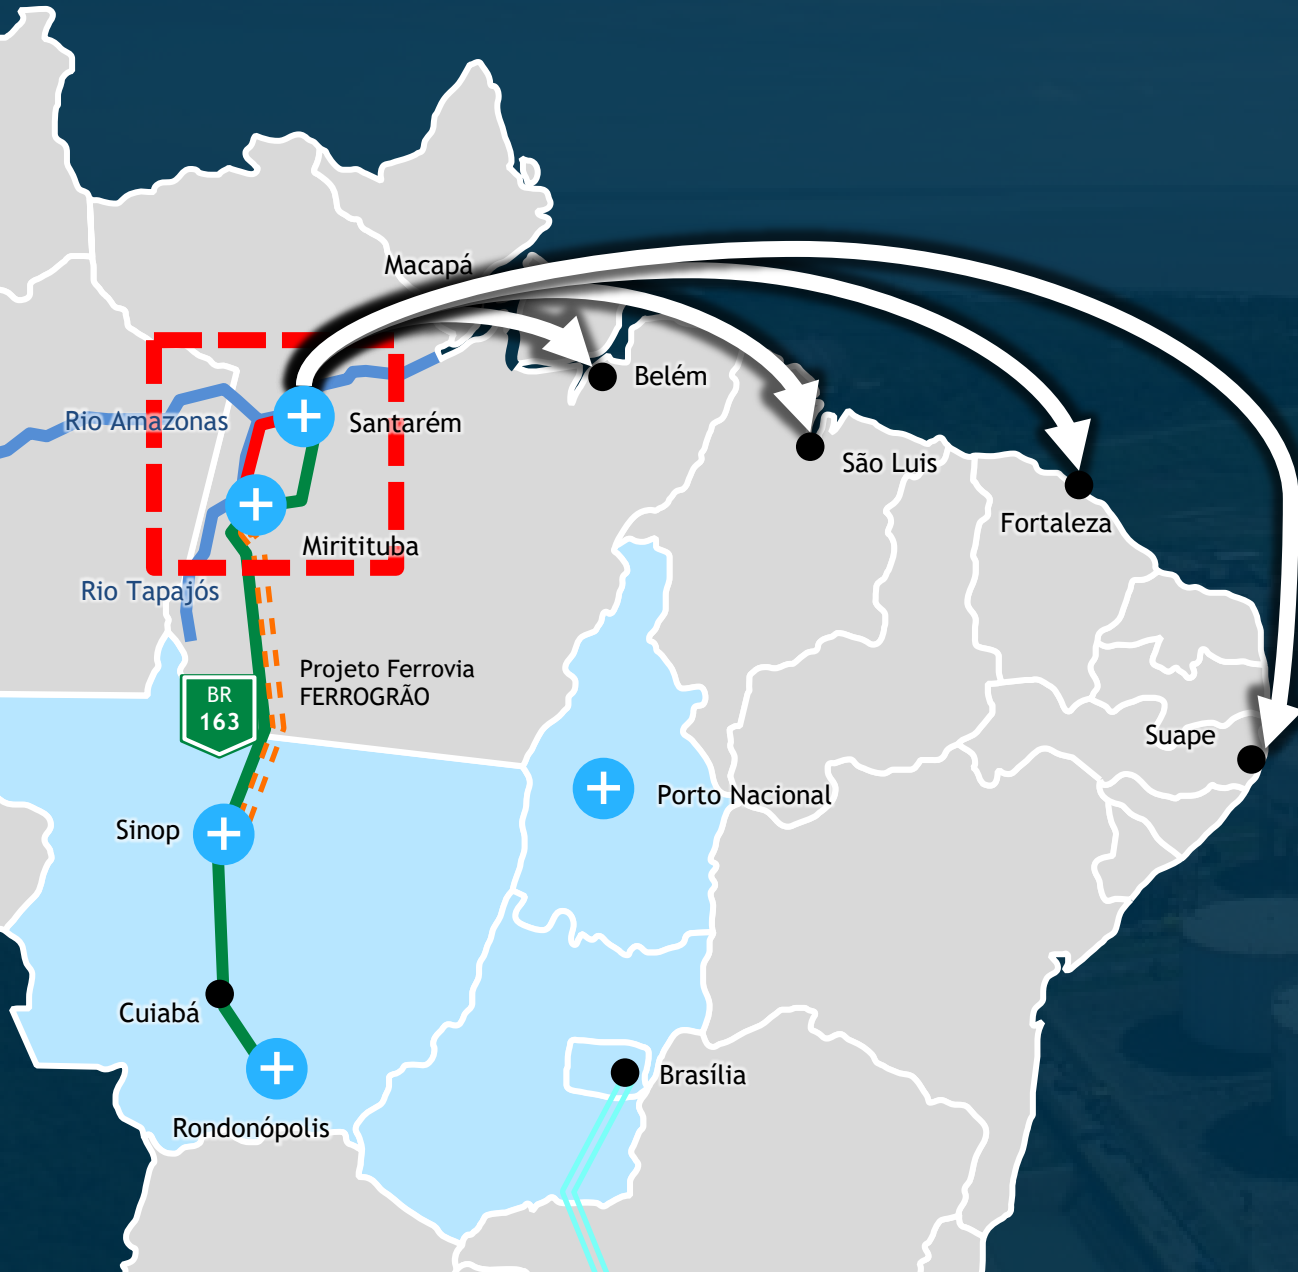 Macapá
Belém
Rio Amazonas
Santarém
São Luis
Fortaleza
Miritituba
Rio Tapajós
Projeto Ferrovia
FERROGRÃO
BR
163
Suape
Porto Nacional
Sinop
Cuiabá
Brasília
Rondonópolis